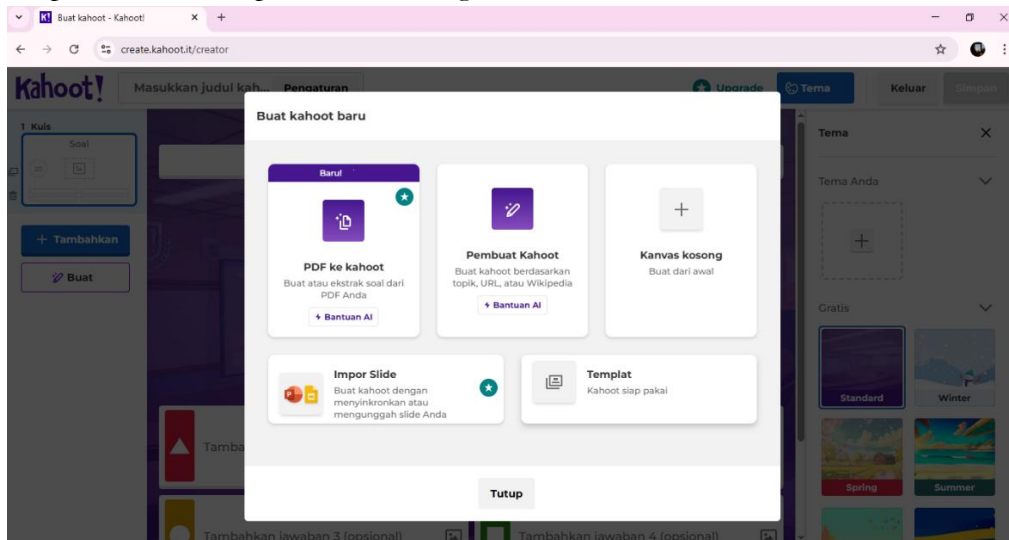 Buat kahoot - Kahoot!
create.kahoot.it/creator
Kahoot!
Masukkan judul kah... Pengaturan
Upgrade
Tema
Keluar
Simpan
1 Kuis
Soal
+ Tambahkan
Buat
Buat kahoot baru
Baru!
PDF ke kahoot
Buat atau ekstrak soal dari
PDF Anda
Bantuan AI
Pembuat Kahoot
Buat kahoot berdasarkan
topik, URL, atau Wikipedia
Bantuan AI
Kanvas kosong
Buat dari awal
Impor Slide
Buat kahoot dengan
menyinkronkan atau
mengunggah slide Anda
Templat
Kahoot siap pakai
Tutup
Tamba
Tambahkan jawaban 3 (opsional)
Tambahkan jawaban 4 (opsional)
Tema
Tema Anda
Gratis
Standard
Winter
Spring
Summer